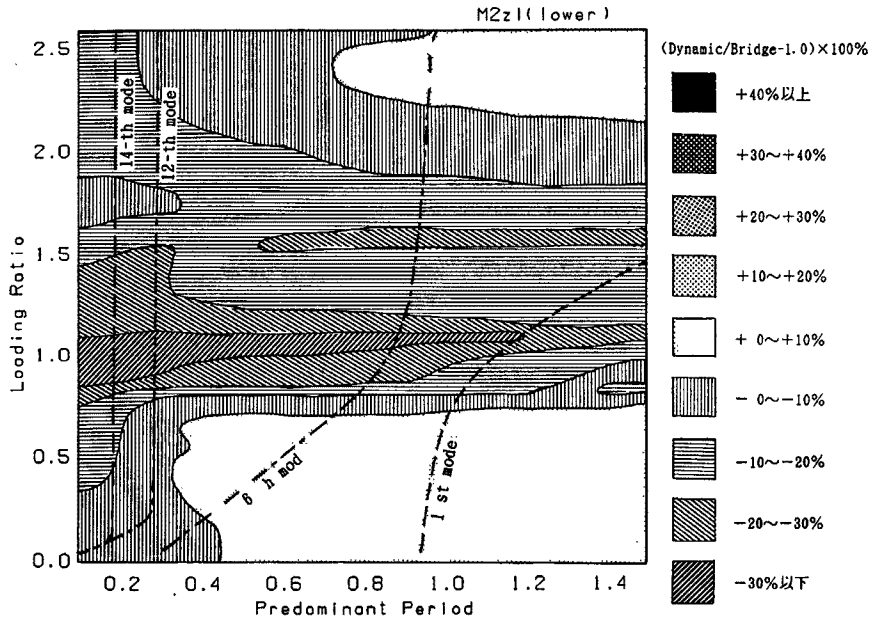 M2zl(lower)
(Dynamic/Bridge-1.0)×100%
+40%以上
+30～+40%
+20～+30%
+10～+20%
+ 0～+10%
- 0～-10%
-10～-20%
-20～-30%
-30%以下
Loading Ratio
2.5
2.0
1.5
1.0
0.5
0.0
14-th mode
12-th mode
6 h mod
1 st mode
0.2 0.4 0.6 0.8 1.0 1.2 1.4
Predominant Period